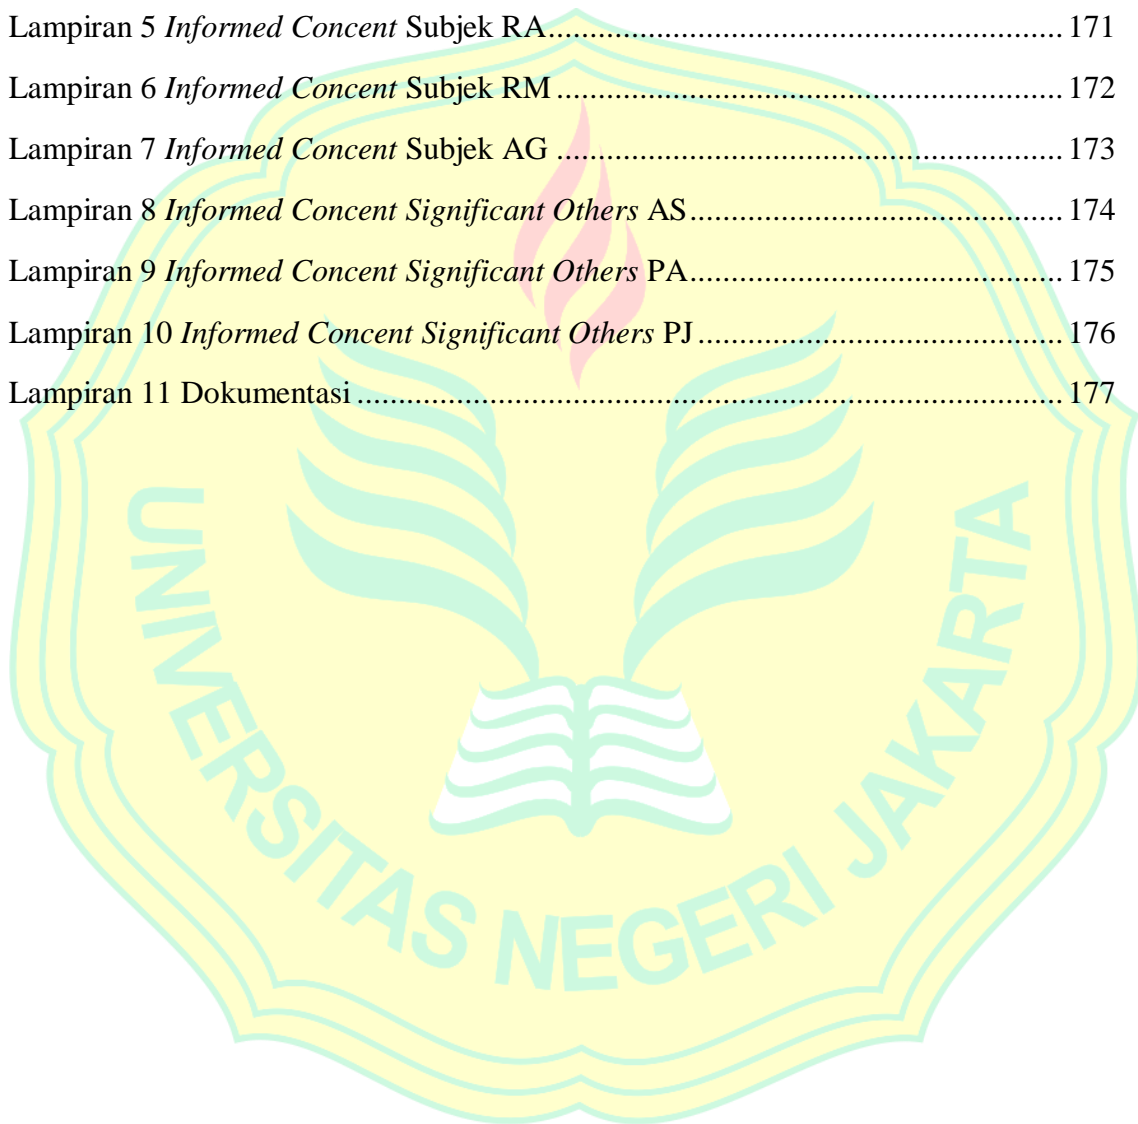 Lampiran 5 Informed Concent Subjek RA................................................................ 171
Lampiran 6 Informed Concent Subjek RM ............................................................... 172
Lampiran 7 Informed Concent Subjek AG ............................................................... 173
Lampiran 8 Informed Concent Significant Others AS.............................................. 174
Lampiran 9 Informed Concent Significant Others PA.............................................. 175
Lampiran 10 Informed Concent Significant Others PJ ............................................. 176
Lampiran 11 Dokumentasi ........................................................................................ 177
UNIVERSITAS NEGERI JAKARTA